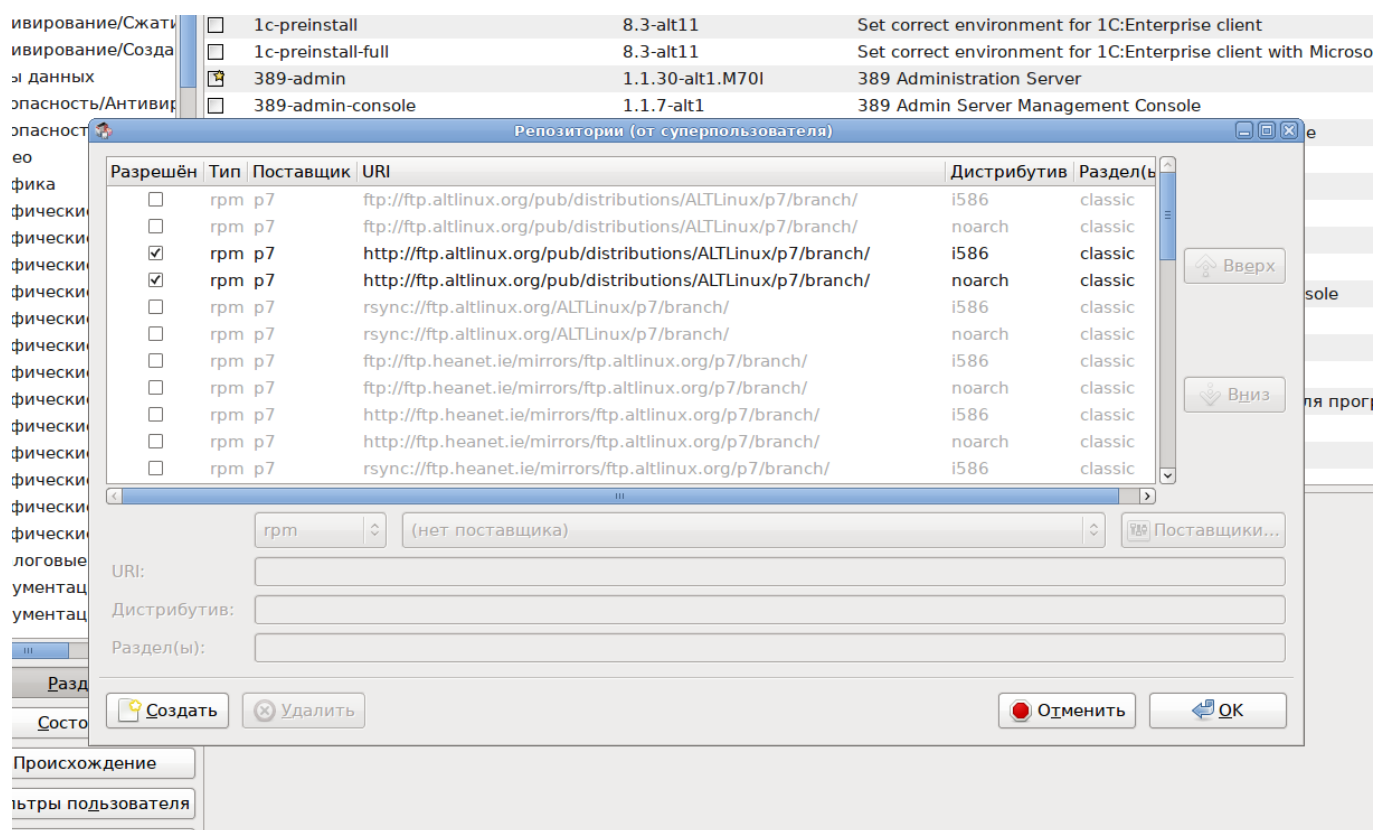 ивирование/Сжати
1c-preinstall 8.3-alt11 Set correct environment for 1C:Enterprise client
ивирование/Созда
1c-preinstall-full 8.3-alt11 Set correct environment for 1C:Enterprise client with Microso
ы данных
389-admin 1.1.30-alt1.M70I 389 Administration Server
опасность/Антивир
389-admin-console 1.1.7-alt1 389 Admin Server Management Console
опасност
Репозитории (от суперпользователя)
e
ео
фика
фически
фически
фически
фически
фически
sole
фически
фически
фически
ля прогр
фически
фически
фически
фически
фически
логовые
ументац
ументац
Разрешён Тип Поставщик URI Дистрибутив Раздел(ы
rpm p7 ftp://ftp.altlinux.org/pub/distributions/ALTLinux/p7/branch/ i586 classic
rpm p7 ftp://ftp.altlinux.org/pub/distributions/ALTLinux/p7/branch/ noarch classic
rpm p7 http://ftp.altlinux.org/pub/distributions/ALTLinux/p7/branch/ i586 classic
rpm p7 http://ftp.altlinux.org/pub/distributions/ALTLinux/p7/branch/ noarch classic
rpm p7 rsync://ftp.altlinux.org/ALTLinux/p7/branch/ i586 classic
rpm p7 rsync://ftp.altlinux.org/ALTLinux/p7/branch/ noarch classic
rpm p7 ftp://ftp.heanet.ie/mirrors/ftp.altlinux.org/p7/branch/ i586 classic
rpm p7 ftp://ftp.heanet.ie/mirrors/ftp.altlinux.org/p7/branch/ noarch classic
rpm p7 http://ftp.heanet.ie/mirrors/ftp.altlinux.org/p7/branch/ i586 classic
rpm p7 http://ftp.heanet.ie/mirrors/ftp.altlinux.org/p7/branch/ noarch classic
rpm p7 rsync://ftp.heanet.ie/mirrors/ftp.altlinux.org/p7/branch/ i586 classic
Вверх
Вниз
rpm (нет поставщика) Поставщики...
URI:
Дистрибутив:
Раздел(ы):
Создать Удалить Отменить OK
Разд
Состо
Происхождение
льтры пользователя